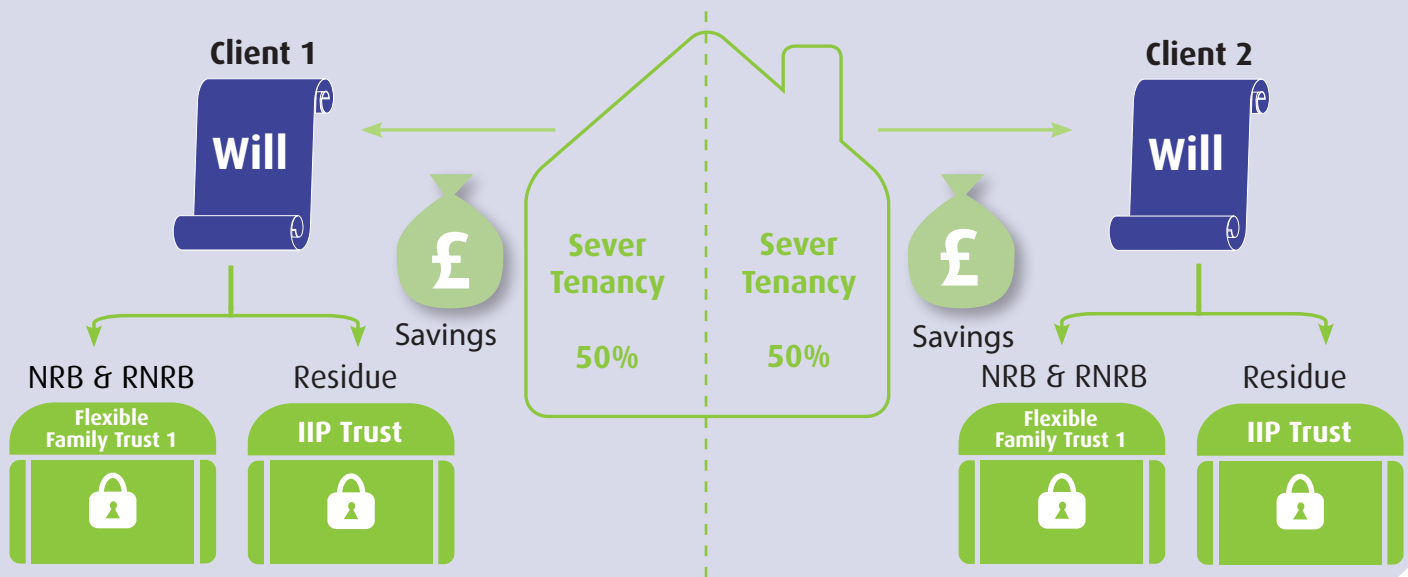 Client 1
Will
£
Savings
NRB & RNRB
Residue
Flexible
Family Trust 1
IIP Trust
Sever
Tenancy
50%
Sever
Tenancy
50%
Client 2
Will
£
Savings
NRB & RNRB
Residue
Flexible
Family Trust 1
IIP Trust